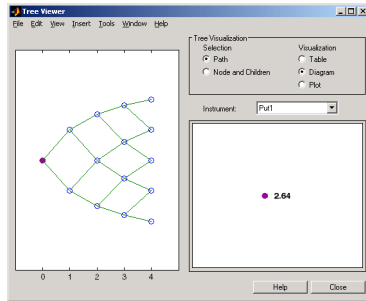 Tree Viewer
File Edit View Insert Tools Window Help
Tree Visualization
Selection
Visualization
Path
Table
Node and Children
Diagram
Plot
Instrument: Put1
2.64
0 1 2 3 4
Help Close